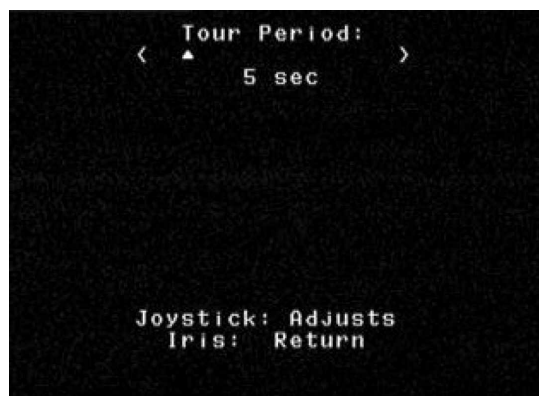 Tour Period:
< ▲ >
5 sec
Joystick: Adjusts
Iris: Return